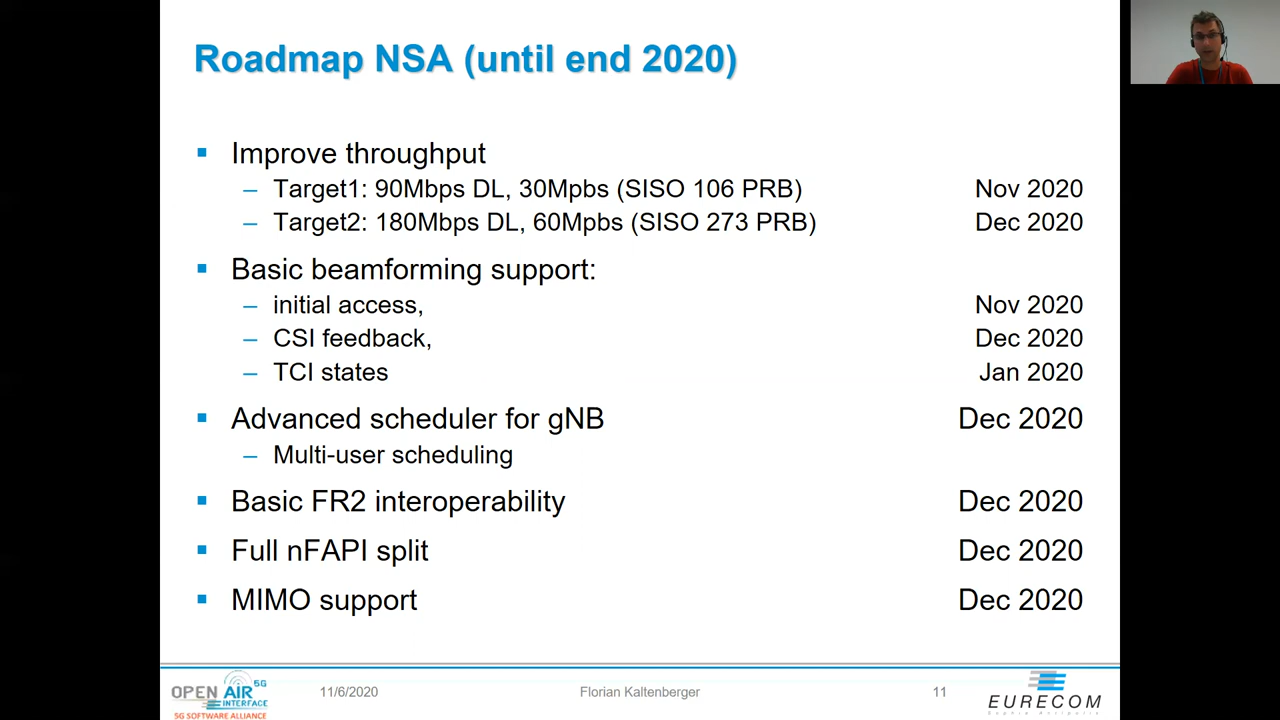 Roadmap NSA (until end 2020)
Improve throughput
– Target1: 90Mbps DL, 30Mpbs (SISO 106 PRB) Nov 2020
– Target2: 180Mbps DL, 60Mpbs (SISO 273 PRB) Dec 2020
Basic beamforming support:
– initial access, Nov 2020
– CSI feedback, Dec 2020
– TCI states Jan 2020
Advanced scheduler for gNB Dec 2020
– Multi-user scheduling
Basic FR2 interoperability Dec 2020
Full nFAPI split Dec 2020
MIMO support Dec 2020
OPEN AIR 5G
INTERFACE
5G SOFTWARE ALLIANCE
11/6/2020 Florian Kaltenberger 11
EURECOM
Sophia Antipolis